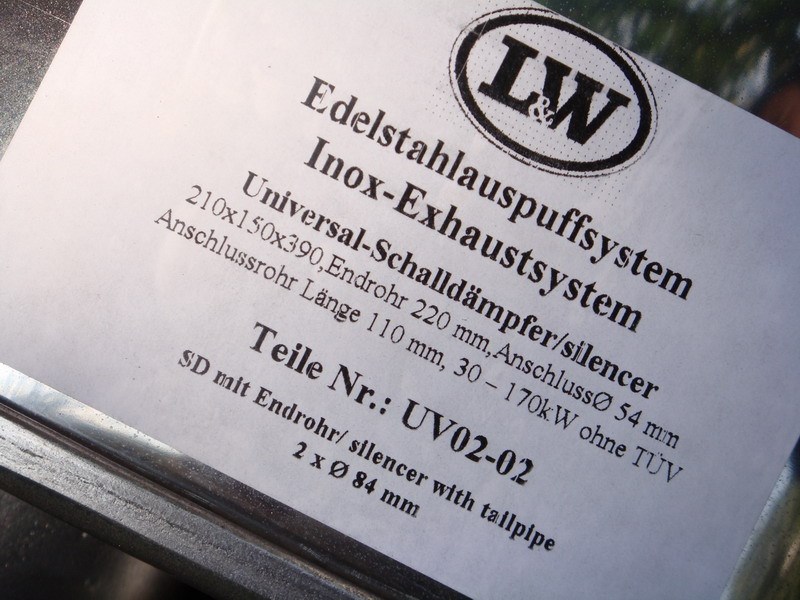 L&W
Edelstahlauspuffsystem
Inox-Exhaustsystem
Universal-Schalldämpfer/silencer
210x150x390,Endrohr 220 mm,AnschlussØ 54 mm
Anschlussrohr Länge 110 mm, 30 – 170kW ohne TÜV
Teile Nr.: UV02-02
SD mit Endrohr/ silencer with tailpipe
2 x Ø 84 mm